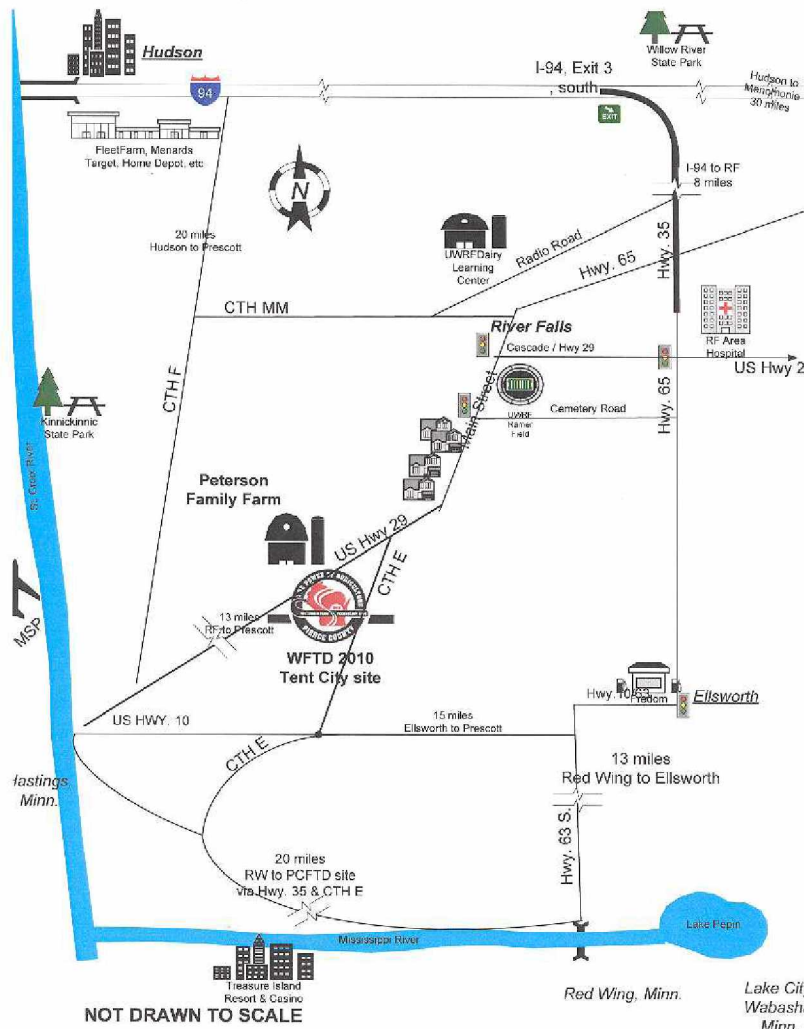 Hudson
Willow River
State Park
I-94, Exit 3
, south
94
EXIT
Hudson to
Menomonie
30 miles
FleetFarm, Menards
Target, Home Depot, etc
I-94 to RF
8 miles
N
20 miles
Hudson to Prescott
UWRFDairy
Learning
Center
Radio Road
Hwy. 65
Hwy. 35
CTH MM
River Falls
RF Area
Hospital
Cascade / Hwy 29
US Hwy 2
CTH F
Kinnickinnic
State Park
Main Street
UWRF
Ramer
Field
Cemetery Road
Hwy. 65
St. Croix River
Peterson
Family Farm
US Hwy 29
CTH E
MSP
13 miles
RF to Prescott
PIERCE COUNTY
WFTD 2010
Tent City site
Hwy.10/63
Fredom
Ellsworth
US HWY. 10
15 miles
Ellsworth to Prescott
CTH E
13 miles
Red Wing to Ellsworth
Hastings,
Minn.
Hwy. 63 S.
20 miles
RW to PCFTD site
via Hwy. 35 & CTH E
Lake Pepin
Mississippi River
Treasure Island
Resort & Casino
Red Wing, Minn.
Lake City
Wabasha
Minn
NOT DRAWN TO SCALE